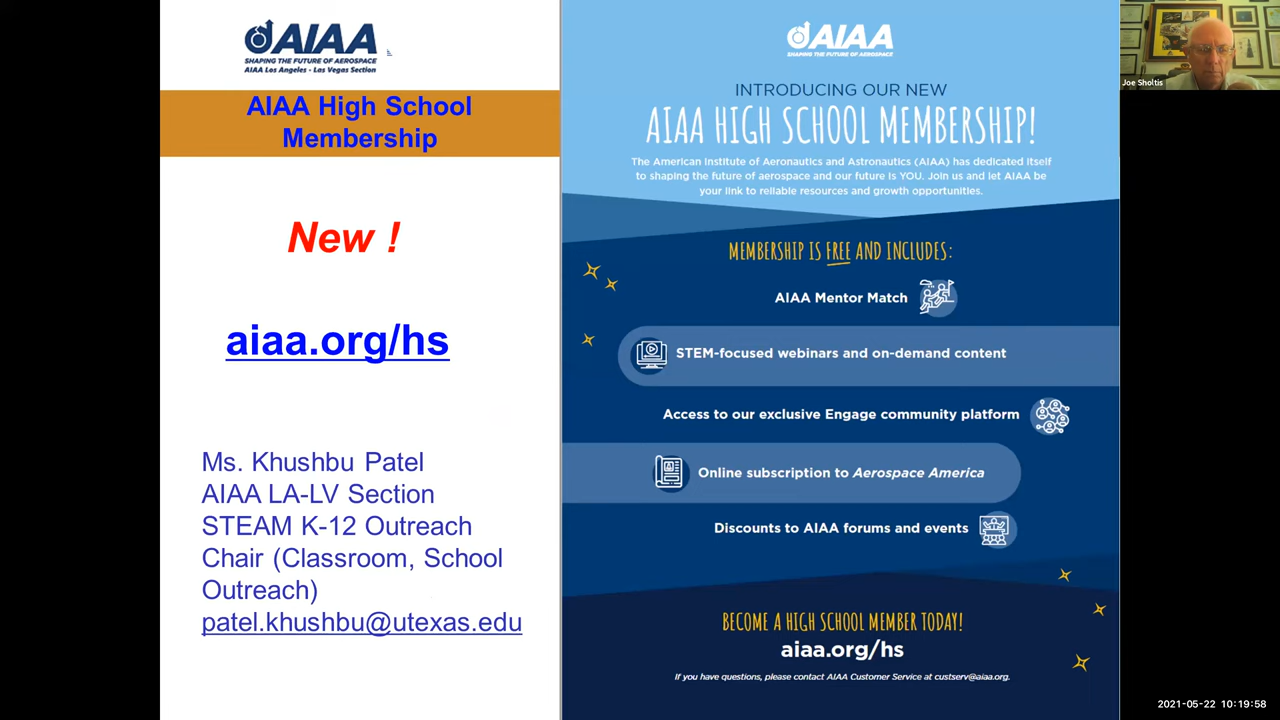 AIAA
SHAPING THE FUTURE OF AEROSPACE
AIAA Los Angeles - Las Vegas Section
AIAA High School
Membership
New !
aiaa.org/hs
Ms. Khushbu Patel
AIAA LA-LV Section
STEAM K-12 Outreach
Chair (Classroom, School
Outreach)
patel.khushbu@utexas.edu
AIAA
SHAPING THE FUTURE OF AEROSPACE
INTRODUCING OUR NEW
AIAA HIGH SCHOOL MEMBERSHIP!
The American Institute of Aeronautics and Astronautics (AIAA) has dedicated itself
to shaping the future of aerospace and our future is YOU. Join us and let AIAA be
your link to reliable resources and growth opportunities.
MEMBERSHIP IS FREE AND INCLUDES:
AIAA Mentor Match
STEM-focused webinars and on-demand content
Access to our exclusive Engage community platform
Online subscription to Aerospace America
Discounts to AIAA forums and events
BECOME A HIGH SCHOOL MEMBER TODAY!
aiaa.org/hs
If you have questions, please contact AIAA Customer Service at custserv@aiaa.org.
Joe Sholtis
2021-05-22 10:19:58